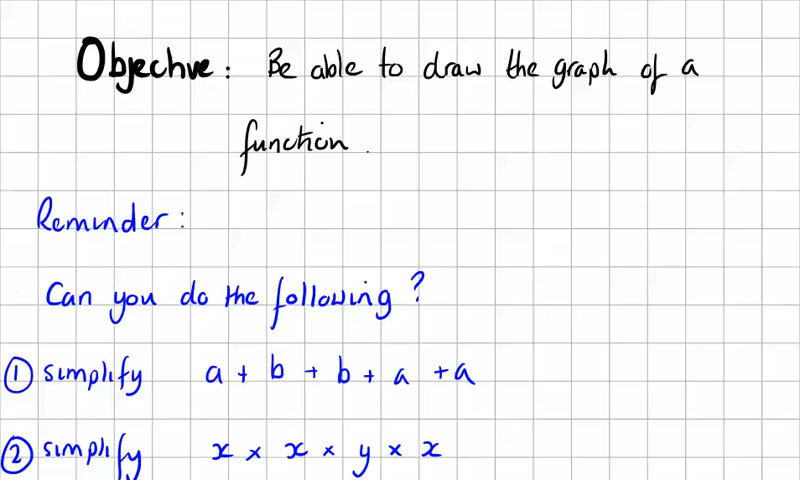 Objective: Be able to draw the graph of a
function.
Reminder:
Can you do the following?
① simplify a + b + b + a + a
② simplify x × x × y × x